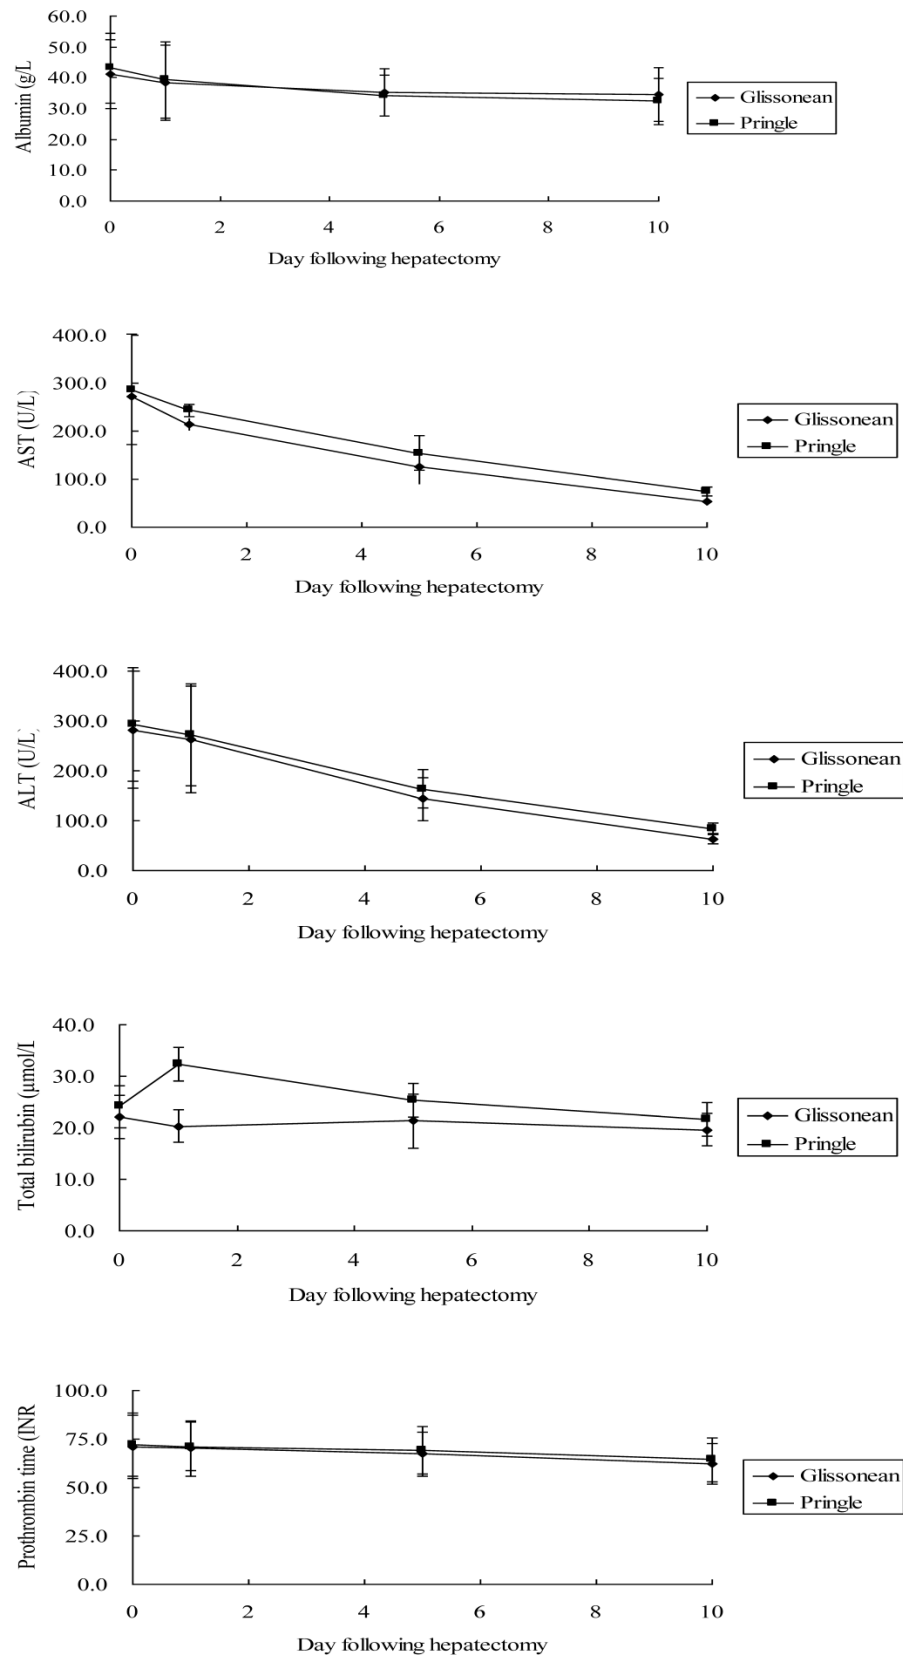 60.0
50.0
40.0
30.0
20.0
10.0
0.0
Albumin (g/L
0 2 4 6 8 10
Day following hepatectomy
Glissonean
Pringle
400.0
300.0
200.0
100.0
0.0
AST (U/L)
0 2 4 6 8 10
Day following hepatectomy
Glissonean
Pringle
400.0
300.0
200.0
100.0
0.0
ALT (U/L)
0 2 4 6 8 10
Day following hepatectomy
Glissonean
Pringle
40.0
30.0
20.0
10.0
0.0
Total bilirubin (μmol/l
0 2 4 6 8 10
Day following hepatectomy
Glissonean
Pringle
100.0
75.0
50.0
25.0
0.0
Prothrombin time (INR
0 2 4 6 8 10
Day following hepatectomy
Glissonean
Pringle